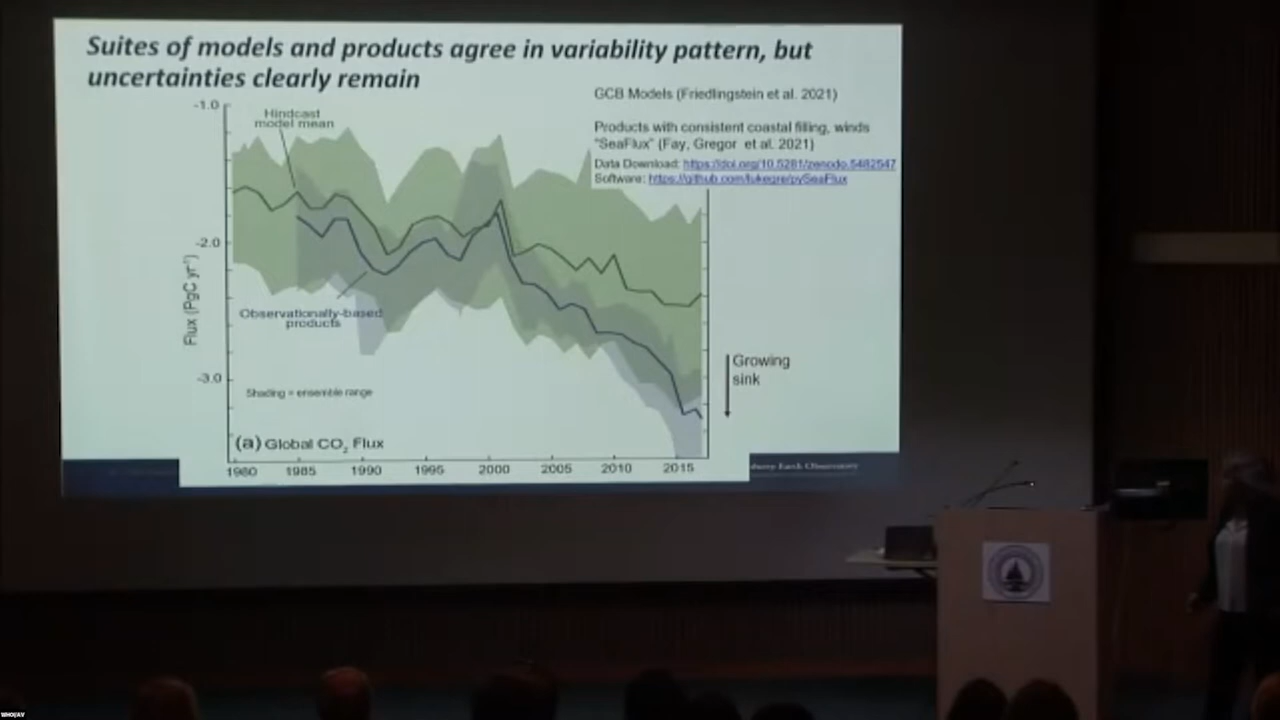 Suites of models and products agree in variability pattern, but
uncertainties clearly remain
GCB Models (Friedlingstein et al. 2021)
Products with consistent coastal filling, winds
"SeaFlux" (Fay, Gregor et al. 2021)
Data Download: https://doi.org/10.5281/zenodo.5482547
Software: https://github.com/lukegre/pySeaFlux
-1.0
Hindcast
model mean
-2.0
Flux (PgC yr⁻¹)
Observationally-based
products
-3.0
Shading = ensemble range
Growing
sink
(a) Global CO₂ Flux
1980 1985 1990 1995 2000 2005 2010 2015
Earth Observatory
WHOI/AV